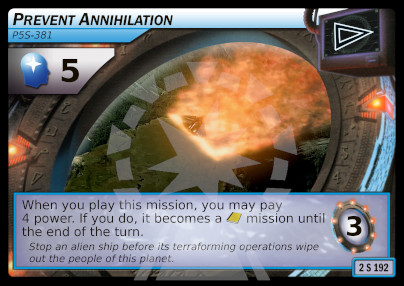 PREVENT ANNIHILATION
P5S-381
5
When you play this mission, you may pay
4 power. If you do, it becomes a mission until
the end of the turn.
3
Stop an alien ship before its terraforming operations wipe
out the people of this planet.
2 S 192